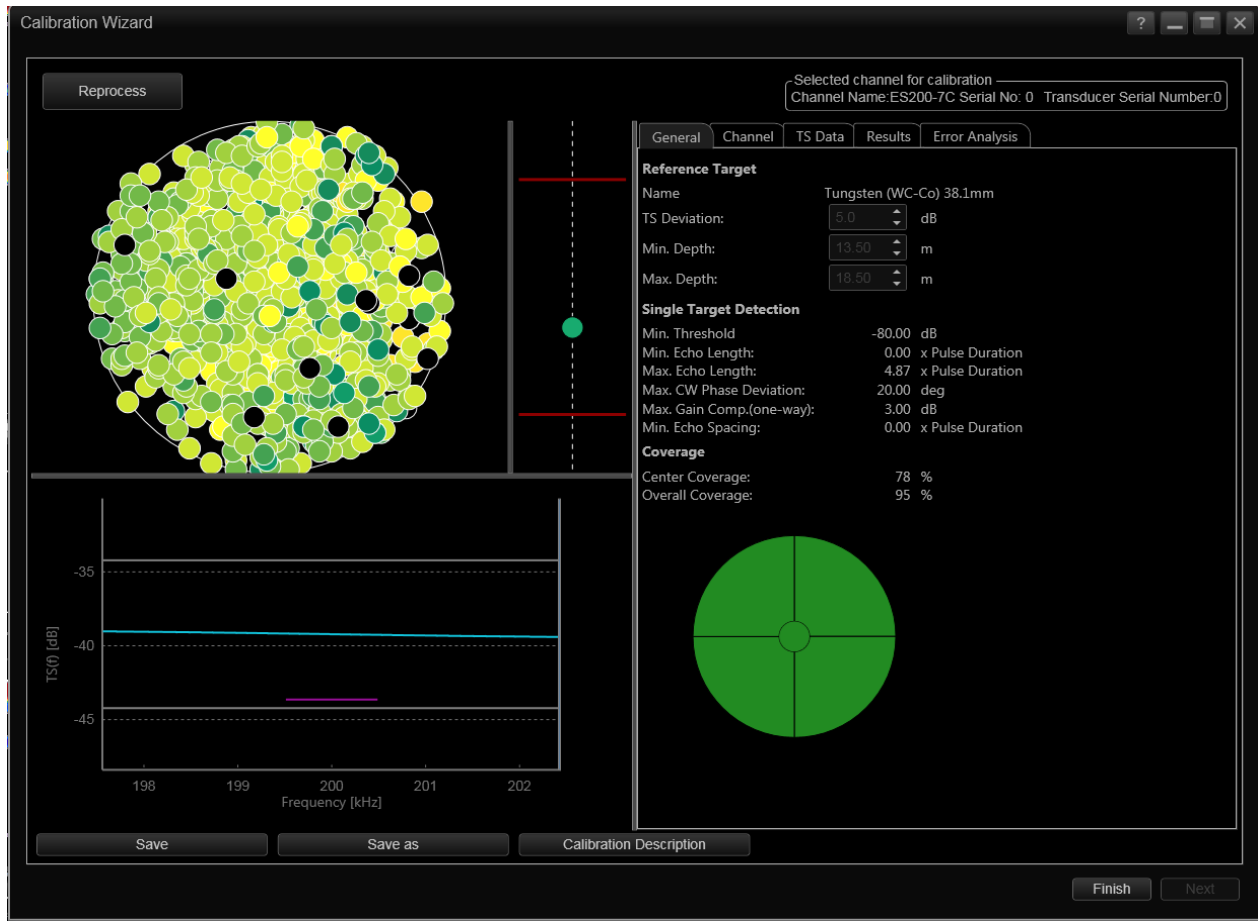 Calibration Wizard
?
Reprocess
Selected channel for calibration
Channel Name:ES200-7C Serial No: 0 Transducer Serial Number:0
General Channel TS Data Results Error Analysis
Reference Target
Name Tungsten (WC-Co) 38.1mm
TS Deviation: 5.0 dB
Min. Depth: 13.50 m
Max. Depth: 18.50 m
Single Target Detection
Min. Threshold -80.00 dB
Min. Echo Length: 0.00 x Pulse Duration
Max. Echo Length: 4.87 x Pulse Duration
Max. CW Phase Deviation: 20.00 deg
Max. Gain Comp.(one-way): 3.00 dB
Min. Echo Spacing: 0.00 x Pulse Duration
Coverage
Center Coverage: 78 %
Overall Coverage: 95 %
TS(f) [dB]
-35
-40
-45
198 199 200 201 202
Frequency [kHz]
Save Save as Calibration Description
Finish Next